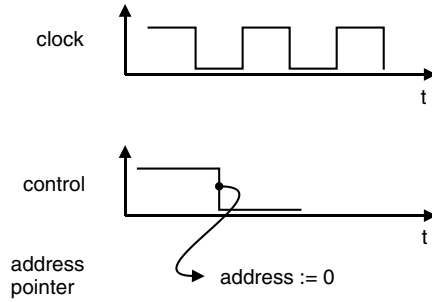 clock
t
control
t
address
pointer
address := 0